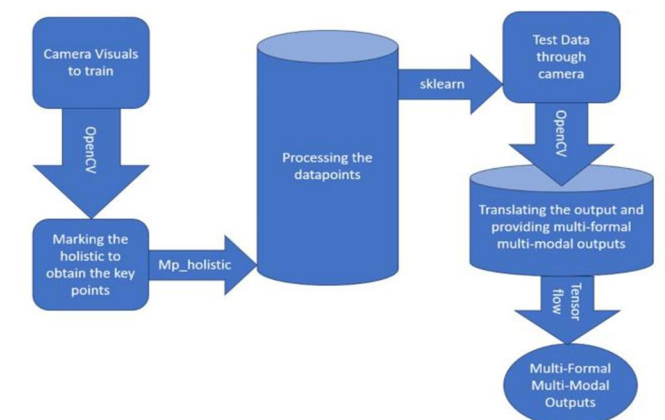 Camera Visuals
to train
OpenCV
Marking the
holistic to
obtain the key
points
Mp_holistic
Processing the
datapoints
sklearn
Test Data
through
camera
OpenCV
Translating the output and
providing multi-formal
multi-modal outputs
Tensor
flow
Multi-Formal
Multi-Modal
Outputs